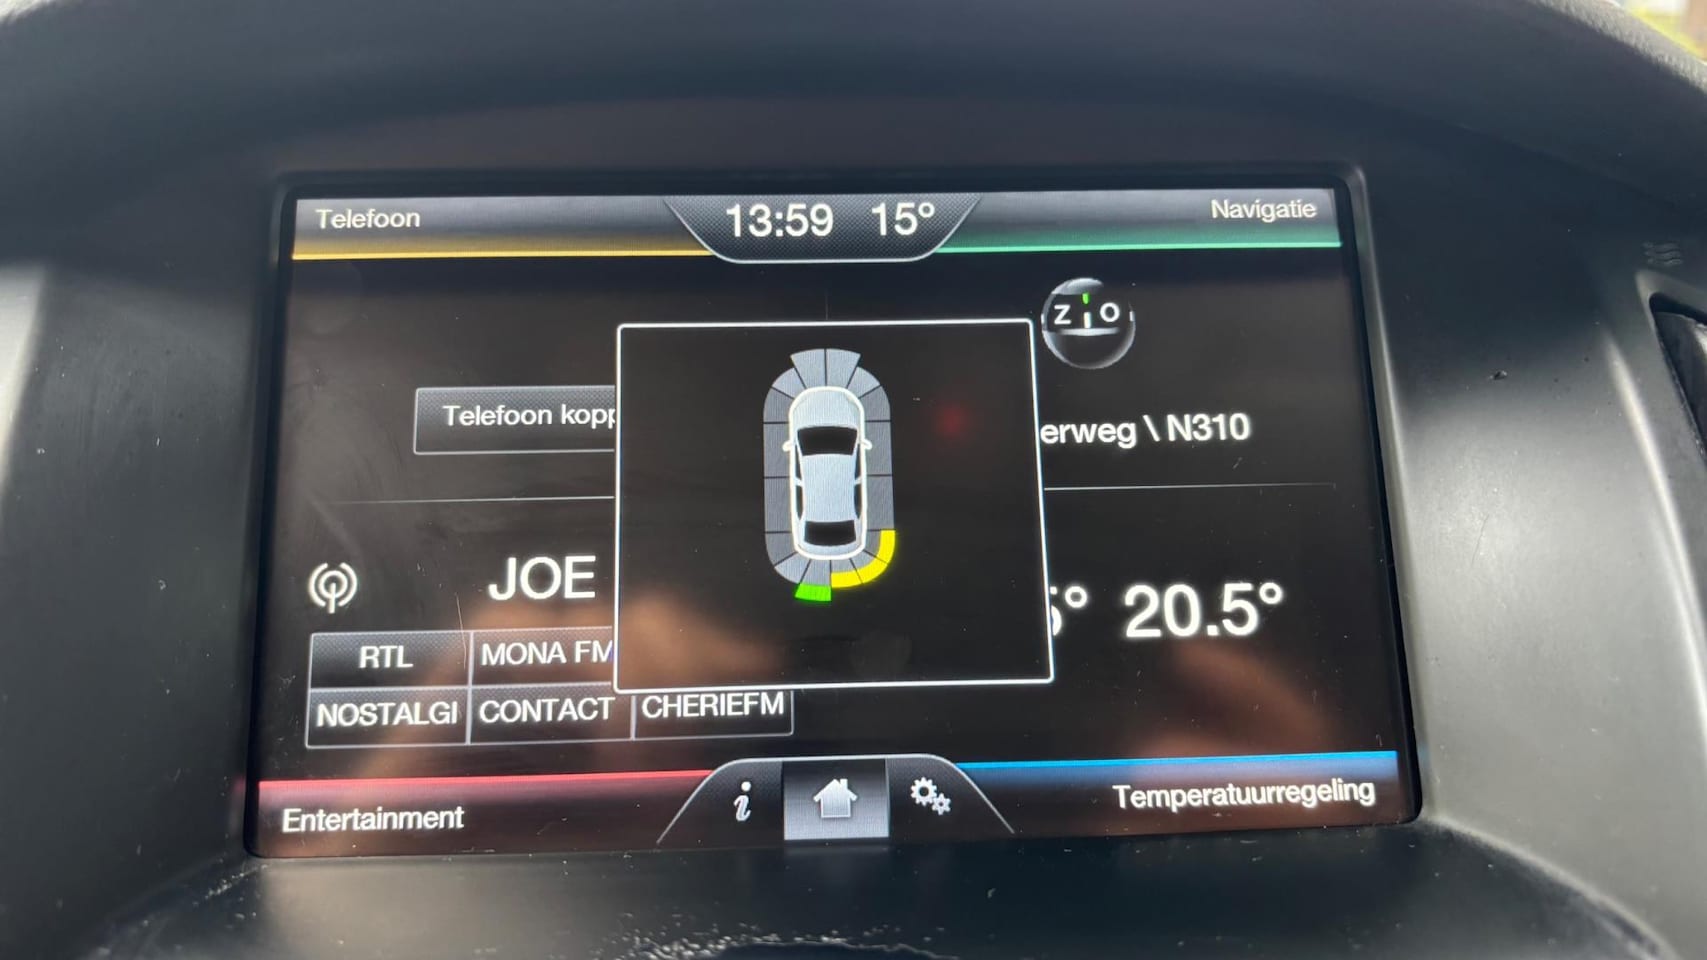 Telefoon
13:59 15°
Navigatie
Z O
Telefoon kopp
erweg \ N310
JOE
5° 20.5°
RTL
MONA FM
NOSTALGI
CONTACT
CHERIEFM
Entertainment
i
Temperatuurregeling